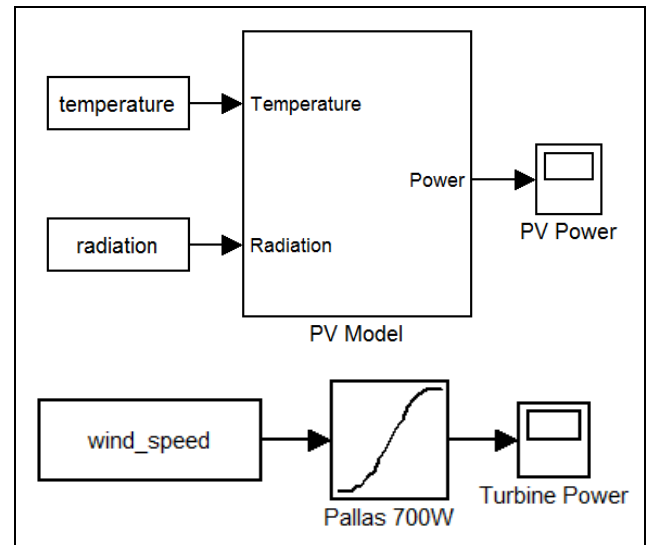 temperature
Temperature
Power
PV Power
radiation
Radiation
PV Model
wind_speed
Pallas 700W
Turbine Power